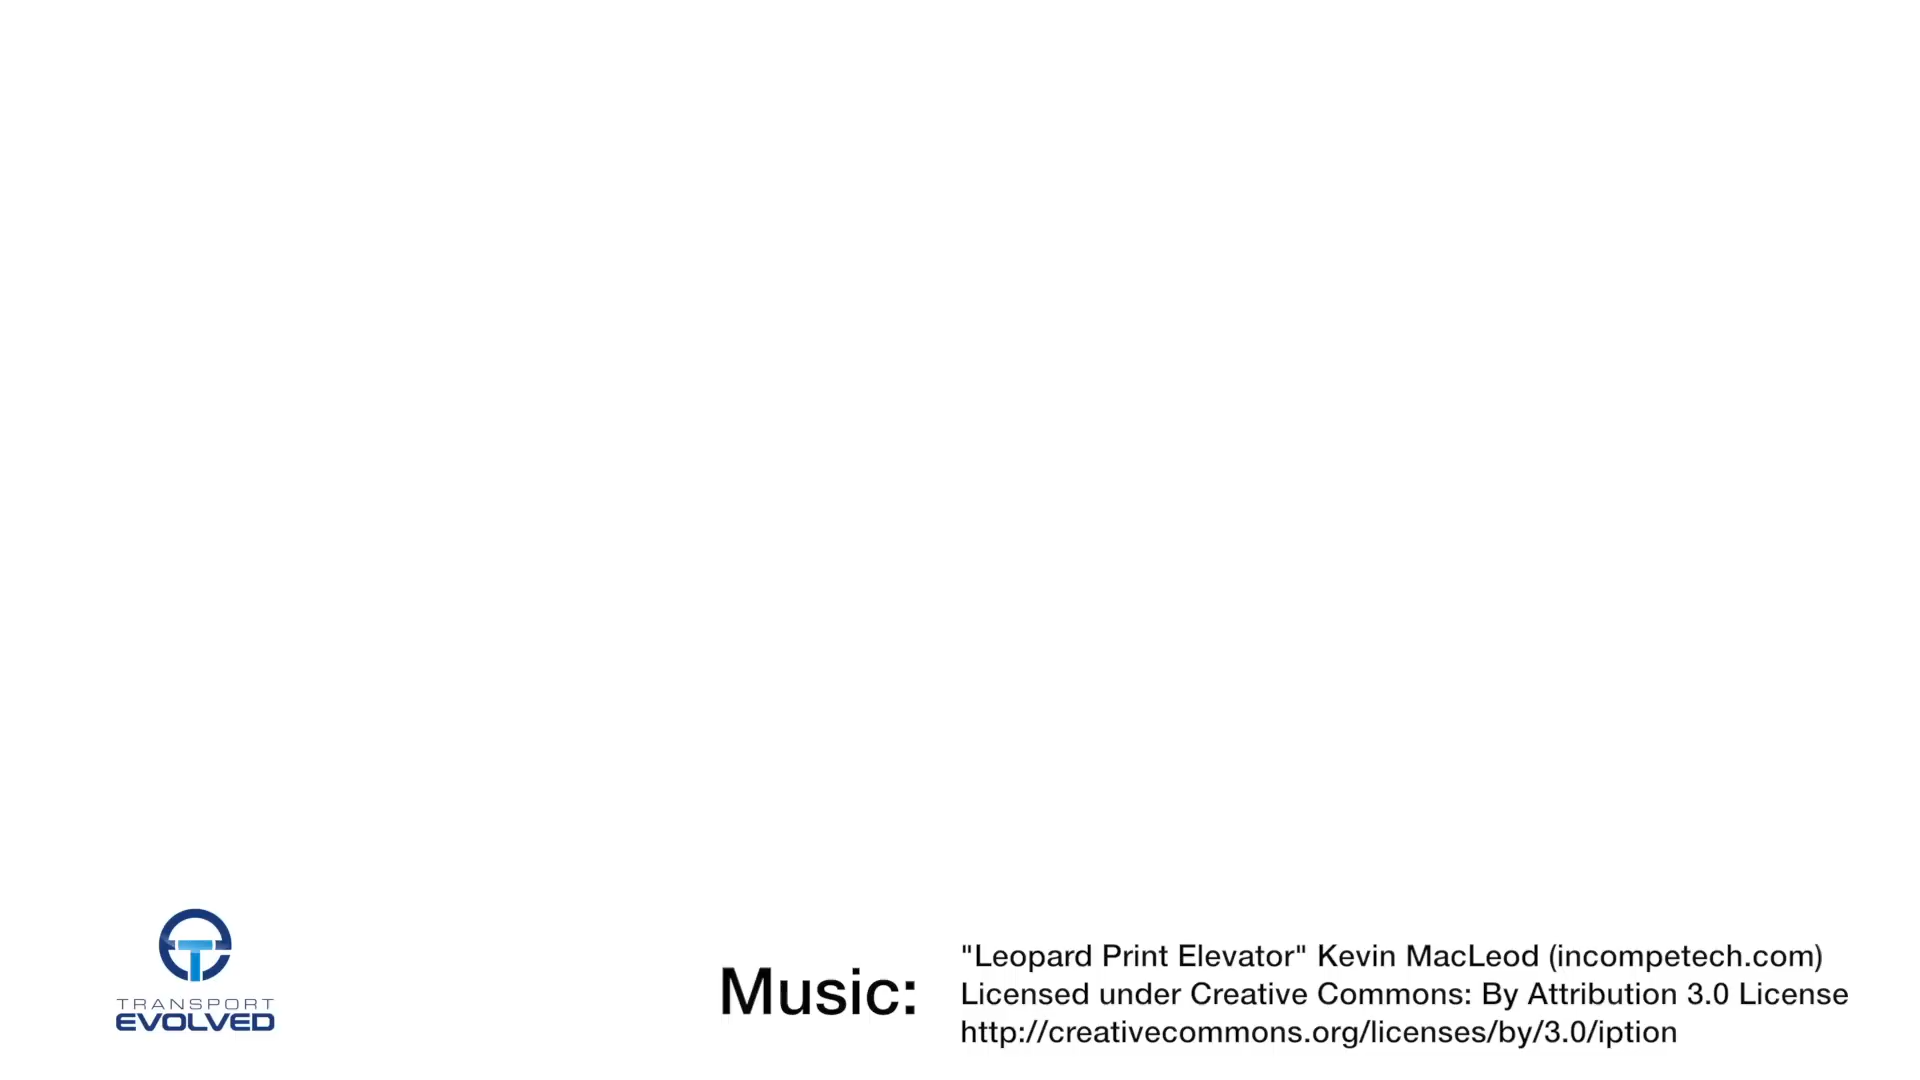 TRANSPORT
EVOLVED
Music:
"Leopard Print Elevator" Kevin MacLeod (incompetech.com)
Licensed under Creative Commons: By Attribution 3.0 License
http://creativecommons.org/licenses/by/3.0/iption